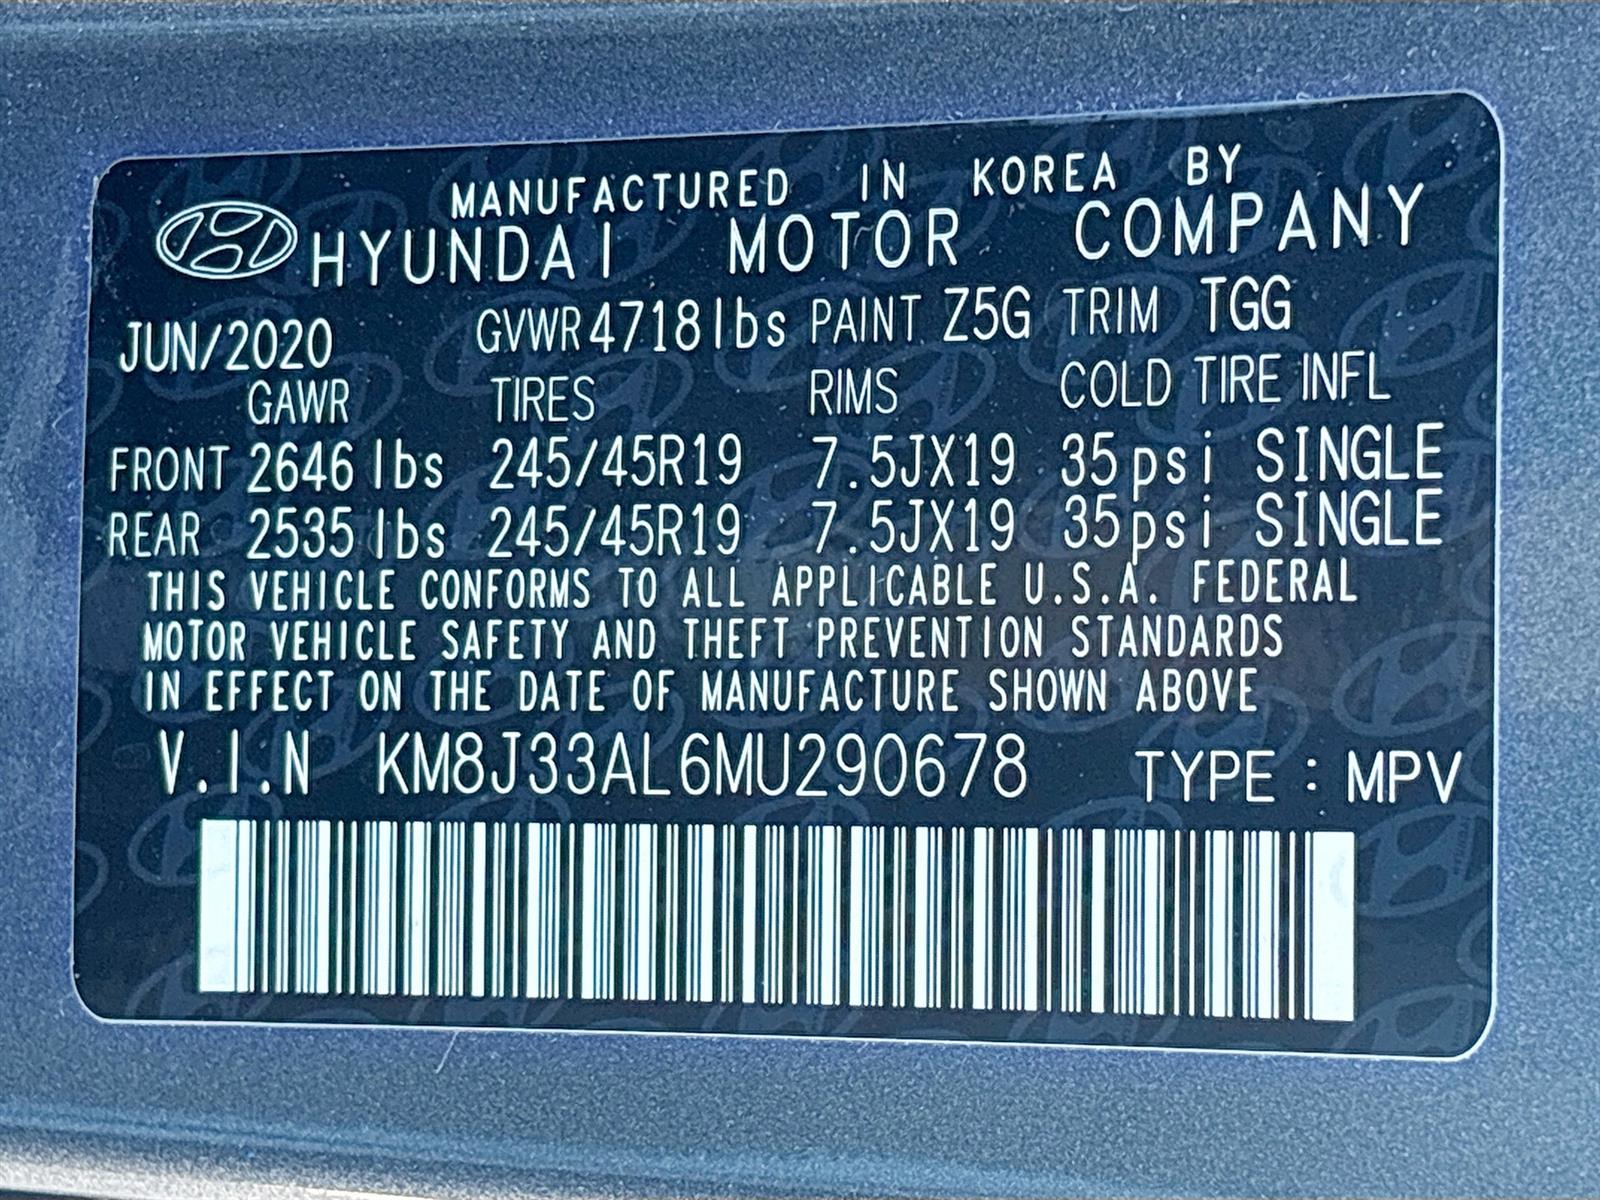 MANUFACTURED IN KOREA BY
HYUNDAI MOTOR COMPANY
JUN/2020 GVWR 4718lbs PAINT Z5G TRIM TGG
GAWR TIRES RIMS COLD TIRE INFL
FRONT 2646lbs 245/45R19 7.5JX19 35psi SINGLE
REAR 2535lbs 245/45R19 7.5JX19 35psi SINGLE
THIS VEHICLE CONFORMS TO ALL APPLICABLE U.S.A. FEDERAL
MOTOR VEHICLE SAFETY AND THEFT PREVENTION STANDARDS
IN EFFECT ON THE DATE OF MANUFACTURE SHOWN ABOVE
V.I.N KM8J33AL6MU290678 TYPE : MPV